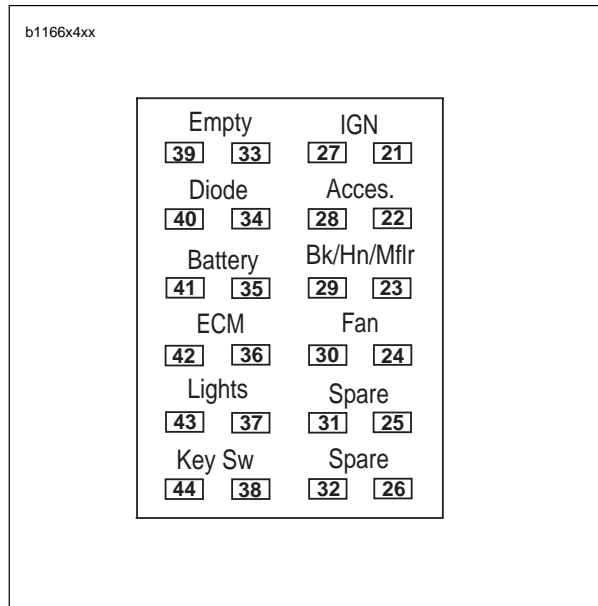 b1166x4xx
Empty IGN
39 33 27 21
Diode Acces.
40 34 28 22
Battery Bk/Hn/Mflr
41 35 29 23
ECM Fan
42 36 30 24
Lights Spare
43 37 31 25
Key Sw Spare
44 38 32 26